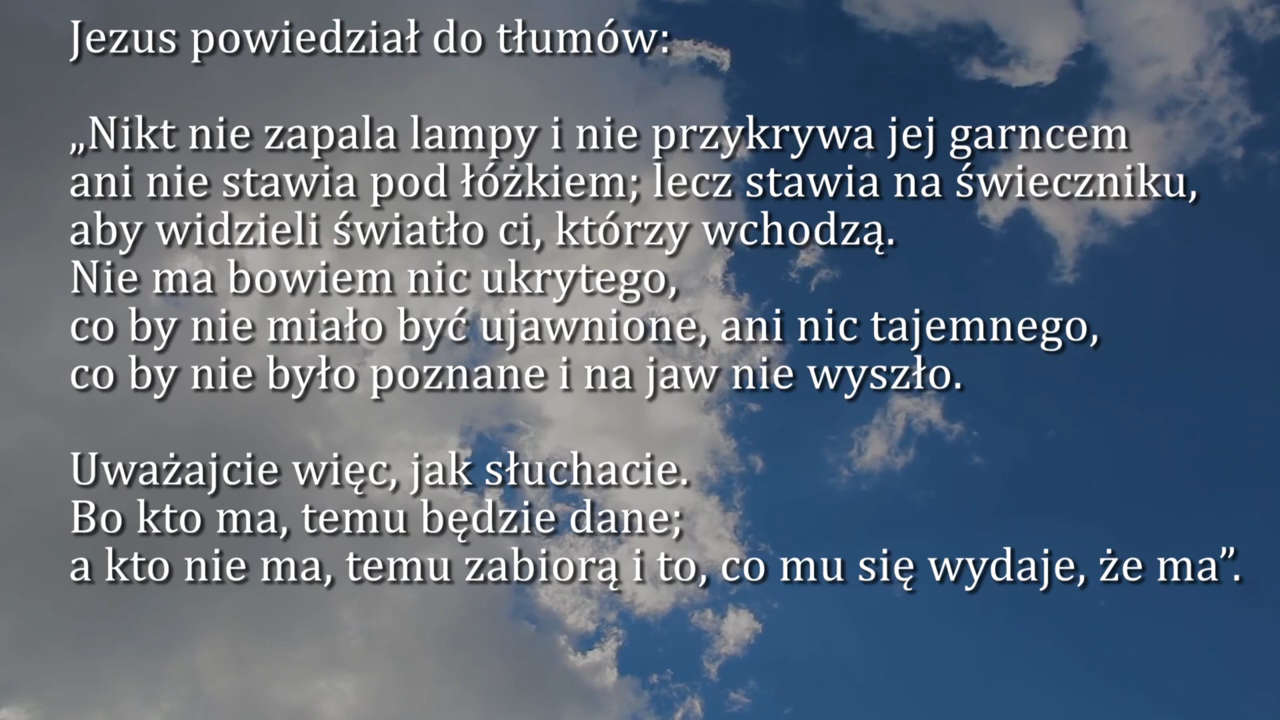 Jezus powiedział do tłumów:
„Nikt nie zapala lampy i nie przykrywa jej garncem
ani nie stawia pod łóżkiem; lecz stawia na świeczniku,
aby widzieli światło ci, którzy wchodzą.
Nie ma bowiem nic ukrytego,
co by nie miało być ujawnione, ani nic tajemnego,
co by nie było poznane i na jaw nie wyszło.
Uważajcie więc, jak słuchacie.
Bo kto ma, temu będzie dane;
a kto nie ma, temu zabiorą i to, co mu się wydaje, że ma”.